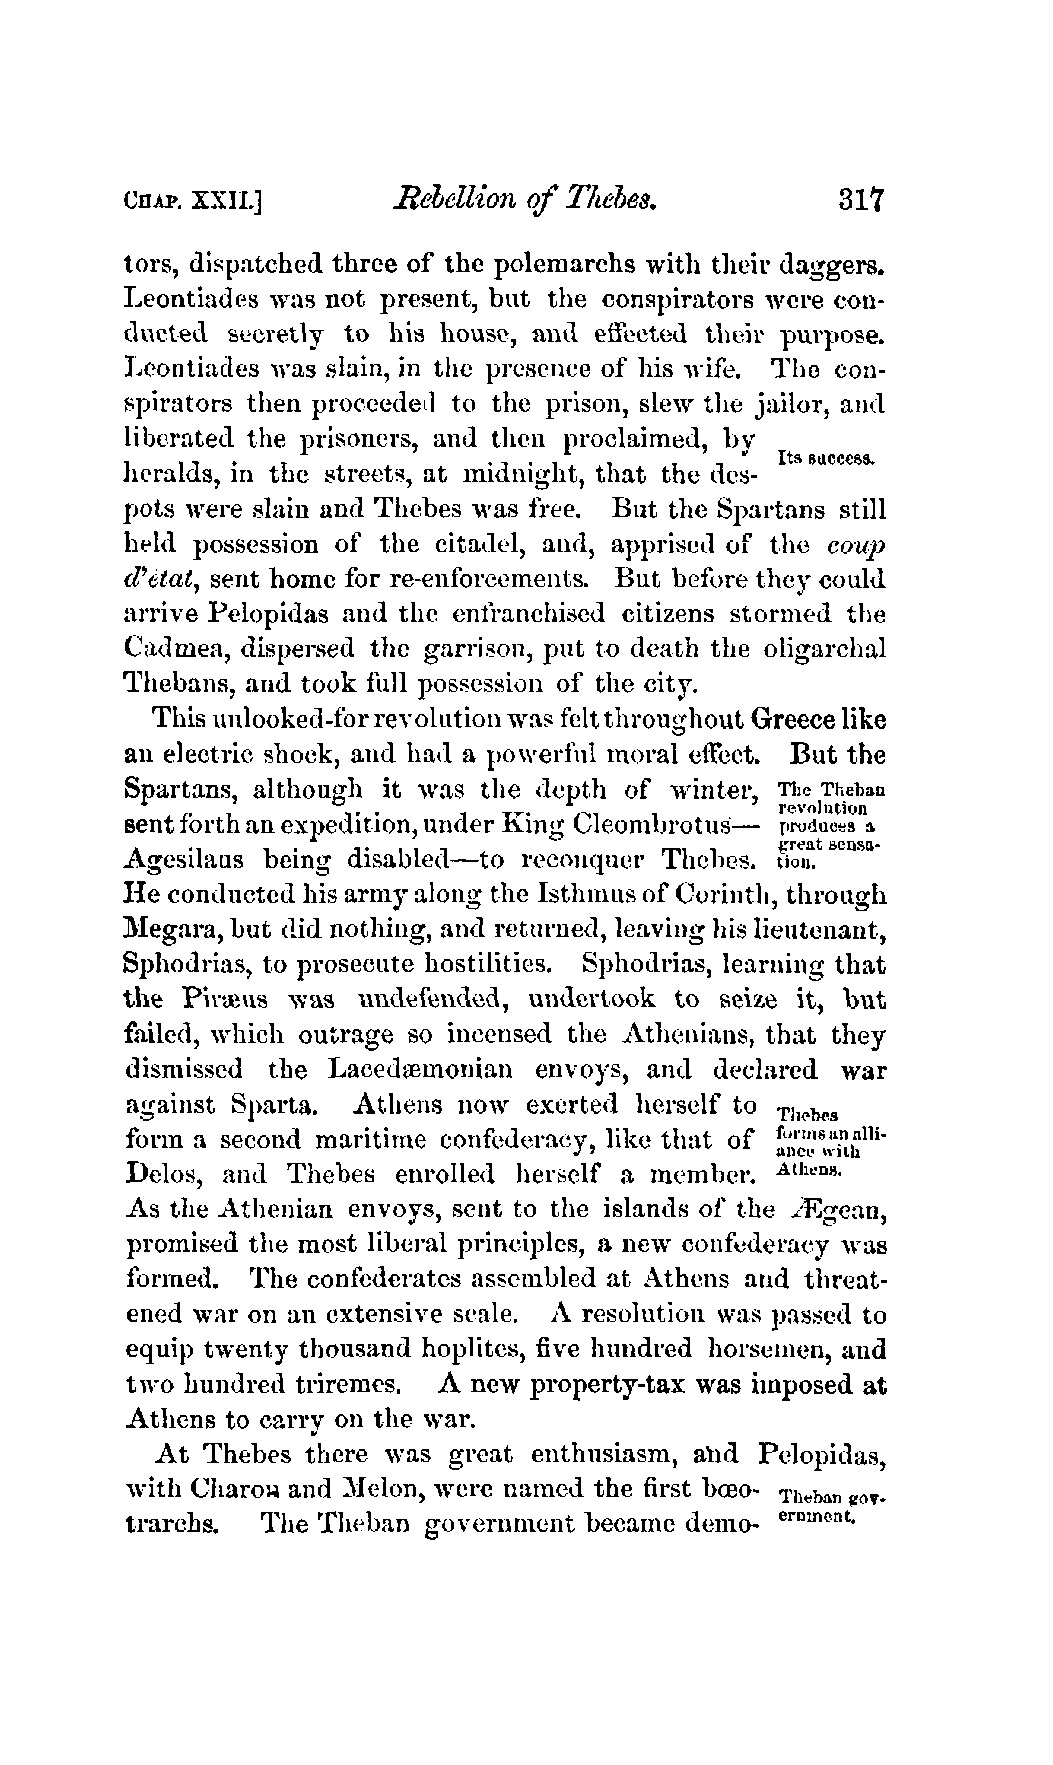 CHAP. XXII.] Rebellion of Thebes. 317
tors, dispatched three of the polemarchs with their daggers.
Leontiades was not present, but the conspirators were con-
ducted secretly to his house, and effected their purpose.
Leontiades was slain, in the presence of his wife. The con-
spirators then proceeded to the prison, slew the jailor, and
liberated the prisoners, and then proclaimed, by
Its success.
heralds, in the streets, at midnight, that the des-
pots were slain and Thebes was free. But the Spartans still
held possession of the citadel, and, apprised of the coup
d'état, sent home for re-enforcements. But before they could
arrive Pelopidas and the enfranchised citizens stormed the
Cadmea, dispersed the garrison, put to death the oligarchal
Thebans, and took full possession of the city.
This unlooked-for revolution was felt throughout Greece like
an electric shock, and had a powerful moral effect. But the
Spartans, although it was the depth of winter,
sent forth an expedition, under King Cleombrotus—
Agesilaus being disabled—to reconquer Thebes.
The Theban
revolution
produces a
great sensa-
tion.
He conducted his army along the Isthmus of Corinth, through
Megara, but did nothing, and returned, leaving his lieutenant,
Sphodrias, to prosecute hostilities. Sphodrias, learning that
the Piræus was undefended, undertook to seize it, but
failed, which outrage so incensed the Athenians, that they
dismissed the Lacedæmonian envoys, and declared war
against Sparta. Athens now exerted herself to
form a second maritime confederacy, like that of
Delos, and Thebes enrolled herself a member.
Thebes
forms an alli-
ance with
Athens.
As the Athenian envoys, sent to the islands of the Ægean,
promised the most liberal principles, a new confederacy was
formed. The confederates assembled at Athens and threat-
ened war on an extensive scale. A resolution was passed to
equip twenty thousand hoplites, five hundred horsemen, and
two hundred triremes. A new property-tax was imposed at
Athens to carry on the war.
At Thebes there was great enthusiasm, and Pelopidas,
with Charon and Melon, were named the first bœo-
trarchs. The Theban government became demo-
Theban gov-
ernment.